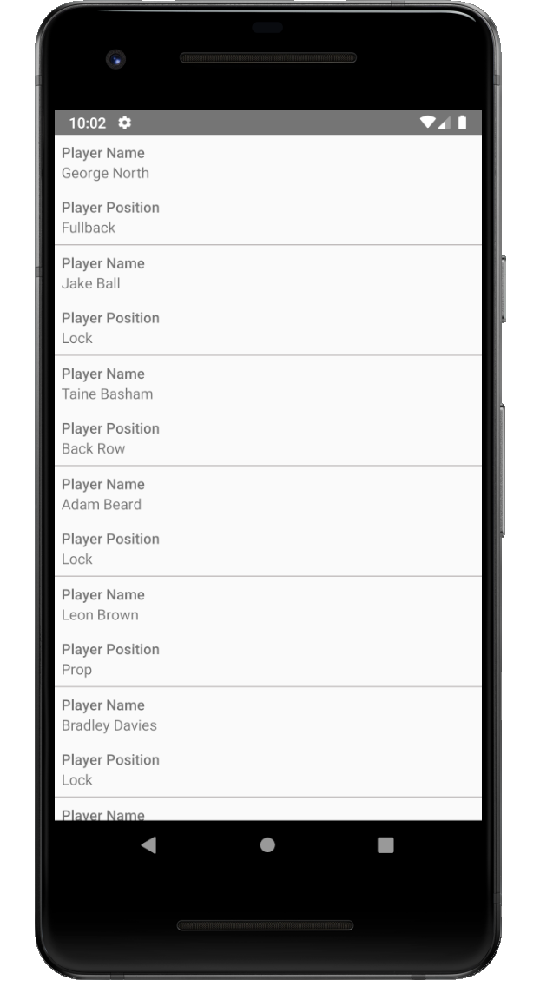 10:02
Player Name
George North
Player Position
Fullback
Player Name
Jake Ball
Player Position
Lock
Player Name
Taine Basham
Player Position
Back Row
Player Name
Adam Beard
Player Position
Lock
Player Name
Leon Brown
Player Position
Prop
Player Name
Bradley Davies
Player Position
Lock
Player Name